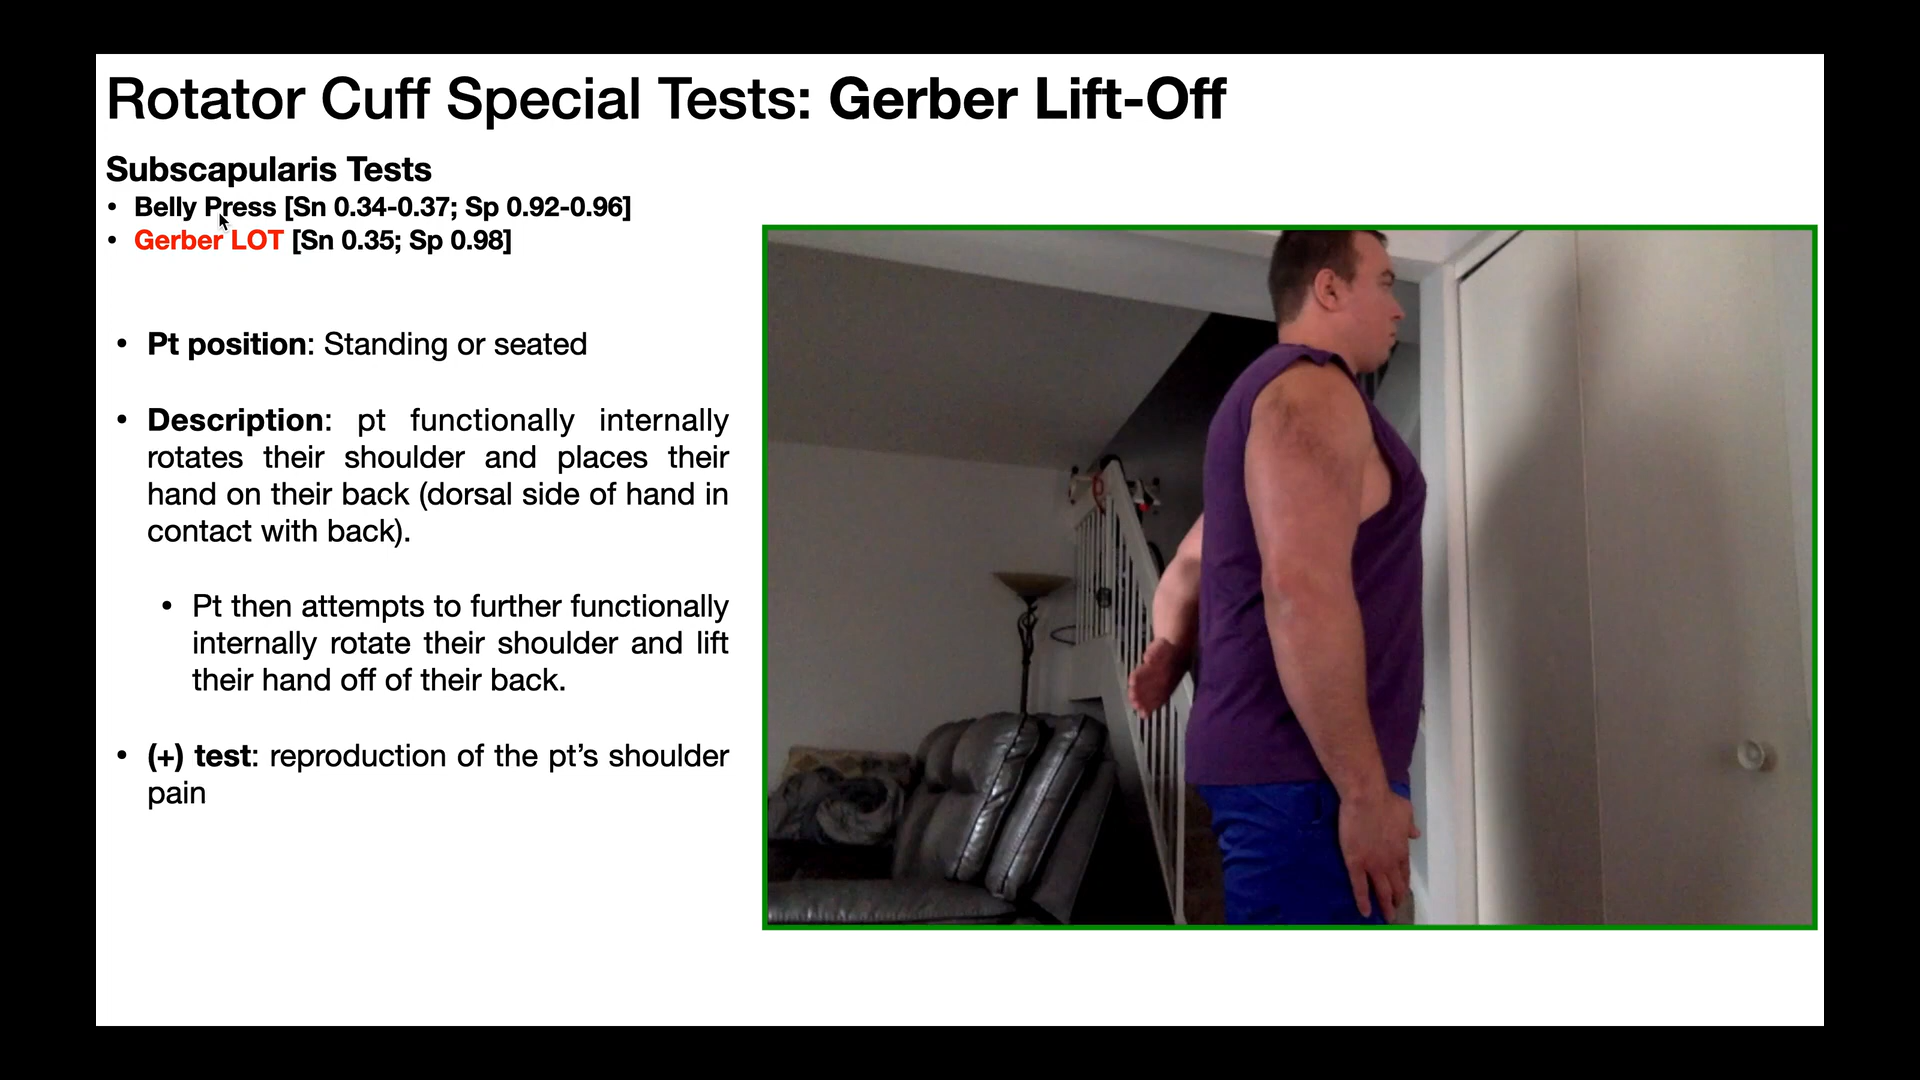 Rotator Cuff Special Tests: Gerber Lift-Off
Subscapularis Tests
• Belly Press [Sn 0.34-0.37; Sp 0.92-0.96]
• Gerber LOT [Sn 0.35; Sp 0.98]
• Pt position: Standing or seated
• Description: pt functionally internally
rotates their shoulder and places their
hand on their back (dorsal side of hand in
contact with back).
• Pt then attempts to further functionally
internally rotate their shoulder and lift
their hand off of their back.
• (+) test: reproduction of the pt’s shoulder
pain